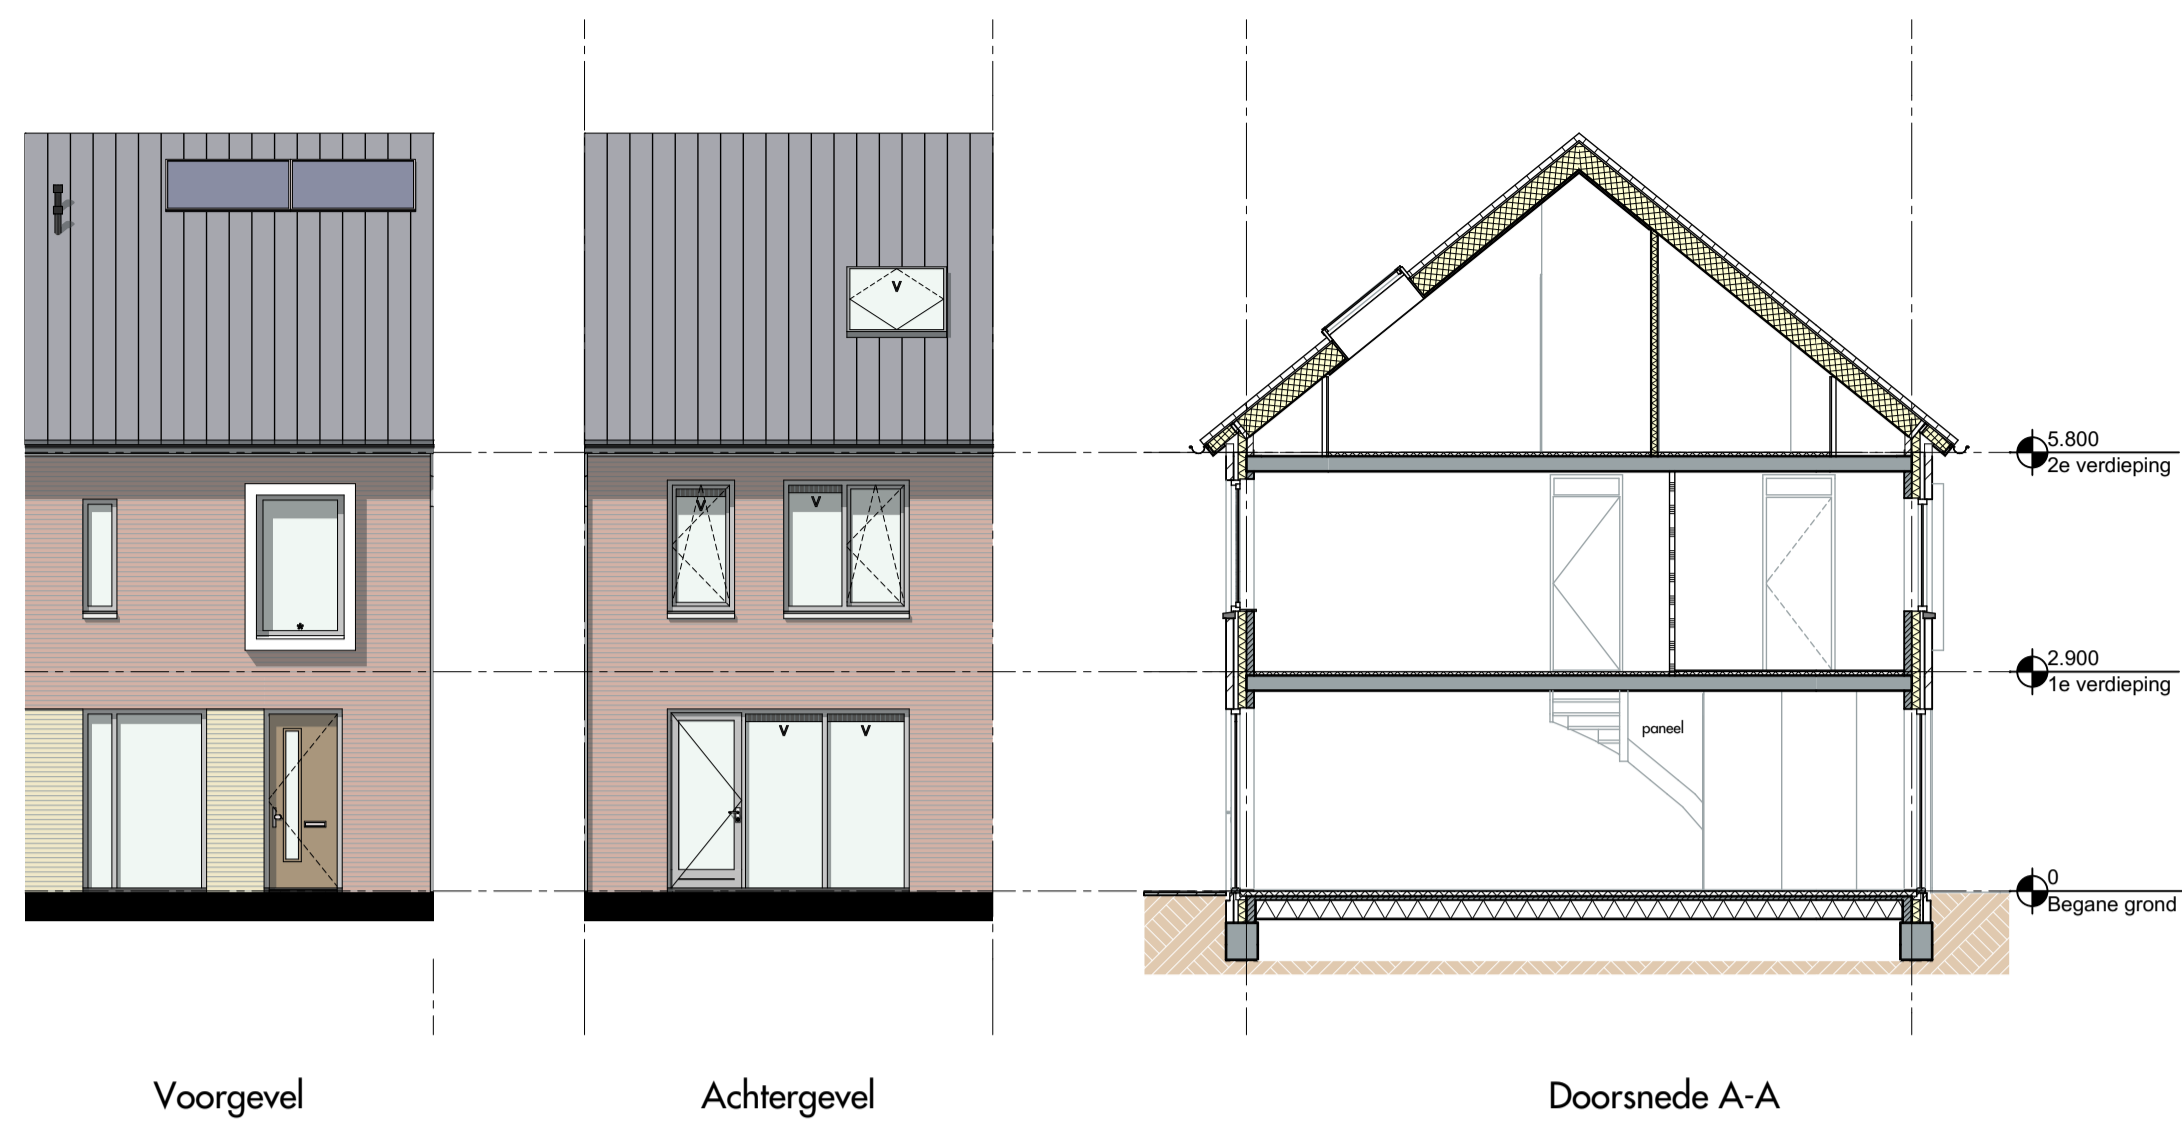 V
V
V
V
V
*
5.800
2e verdieping
2.900
1e verdieping
paneel
0
Begane grond
Voorgevel
Achtergevel
Doorsnede A-A